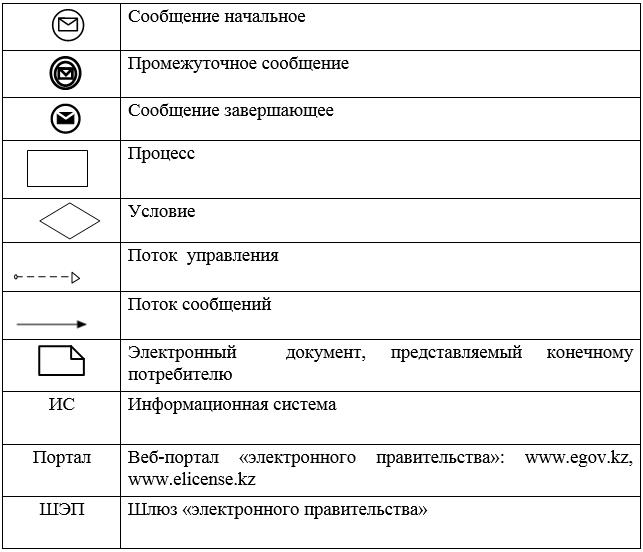 Сообщение начальное
Промежуточное сообщение
Сообщение завершающее
Процесс
Условие
Поток управления
Поток сообщений
Электронный документ, представляемый конечному
потребителю
ИС Информационная система
Портал Веб-портал «электронного правительства»: www.egov.kz,
www.elicense.kz
ШЭП Шлюз «электронного правительства»